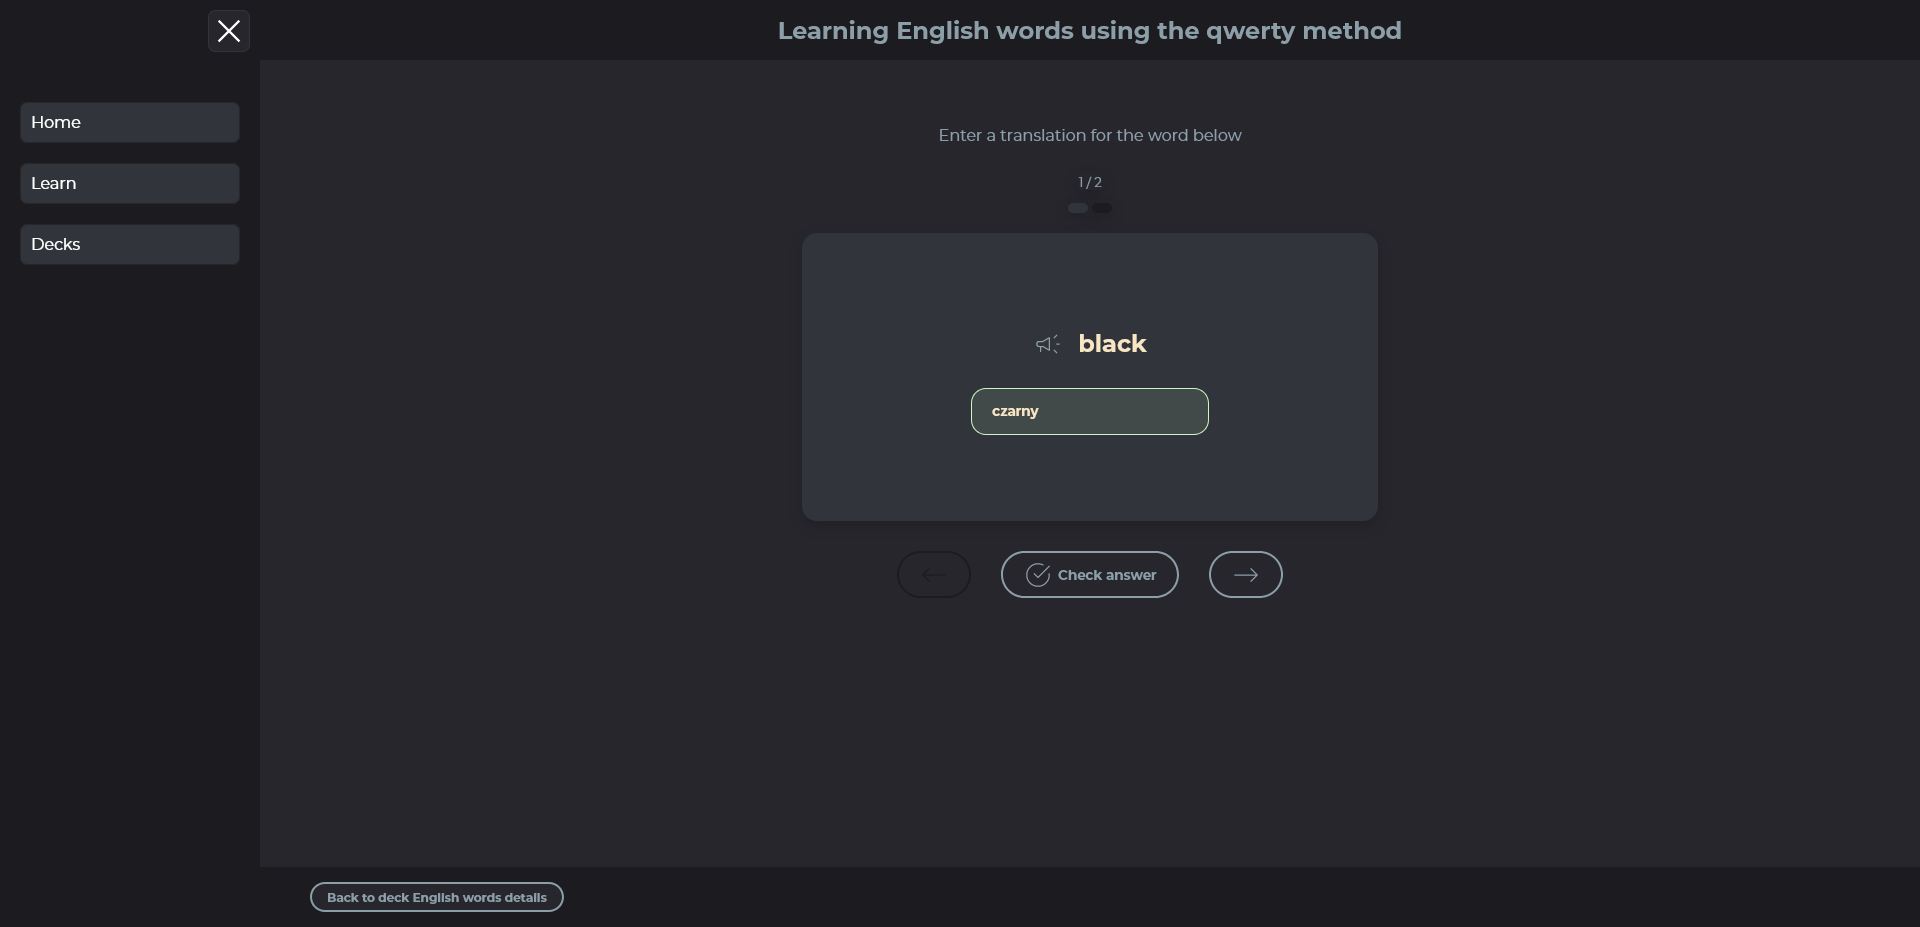 Learning English words using the qwerty method
Home
Learn
Decks
Enter a translation for the word below
1 / 2
black
czarny
Check answer
Back to deck English words details